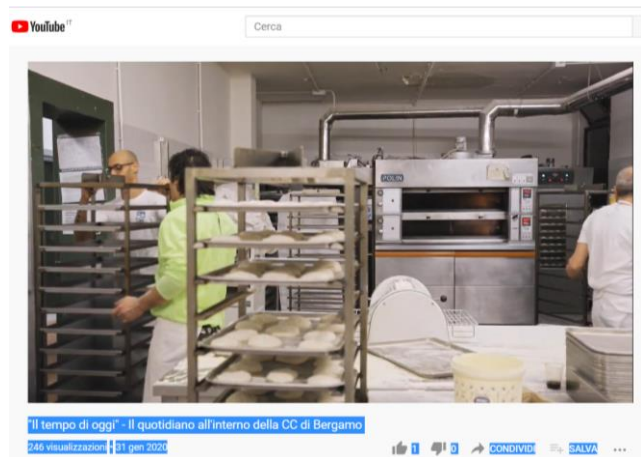 YouTube IT
Cerca
POLIN
"Il tempo di oggi" - Il quotidiano all'interno della CC di Bergamo
246 visualizzazioni • 31 gen 2020
1 0 CONDIVIDI SALVA ...